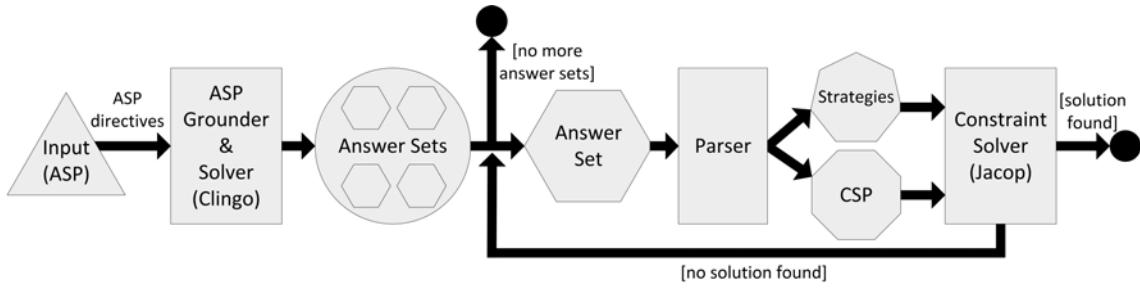 Input
(ASP)
ASP
directives
ASP
Grounder
&
Solver
(Clingo)
Answer Sets
[no more
answer sets]
Answer
Set
Parser
Strategies
CSP
Constraint
Solver
(Jacop)
[solution
found]
[no solution found]